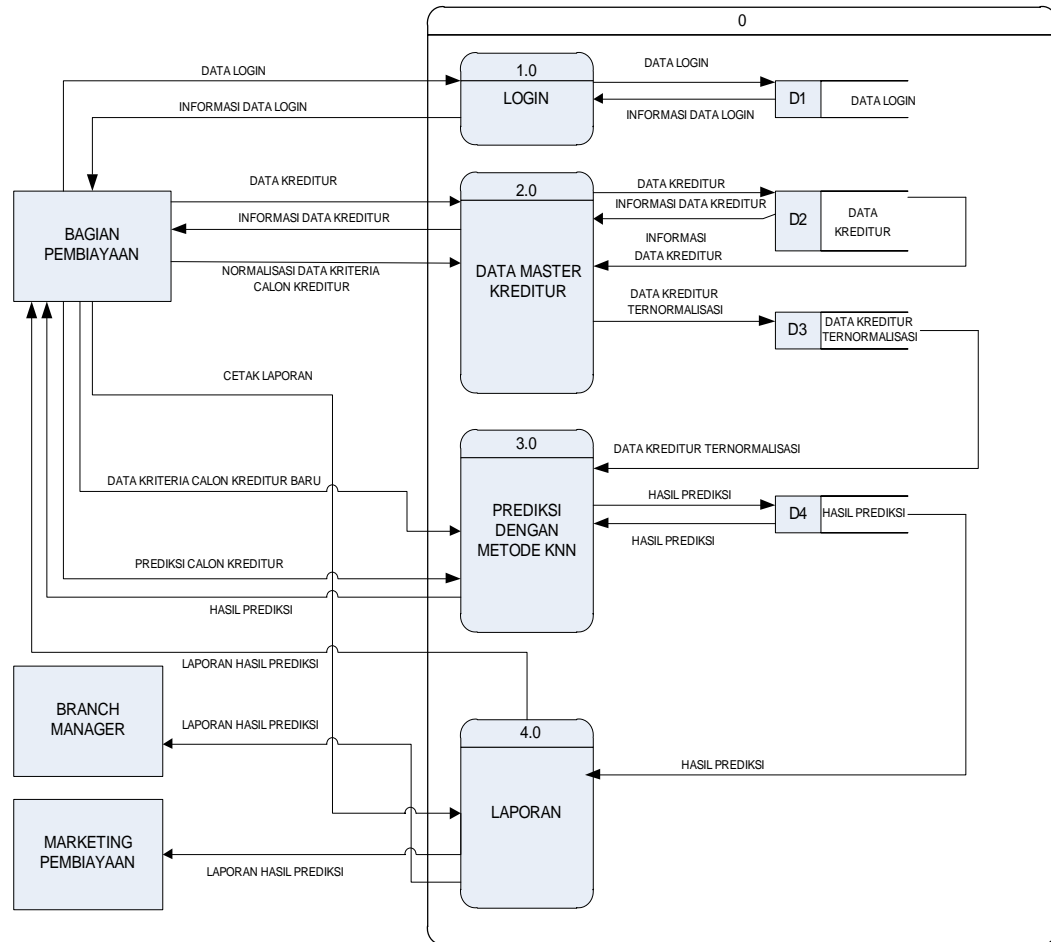 0
1.0
LOGIN
DATA LOGIN
INFORMASI DATA LOGIN
DATA LOGIN
INFORMASI DATA LOGIN
D1
DATA LOGIN
BAGIAN
PEMBIAYAAN
DATA KREDITUR
INFORMASI DATA KREDITUR
NORMALISASI DATA KRITERIA
CALON KREDITUR
2.0
DATA MASTER
KREDITUR
DATA KREDITUR
INFORMASI DATA KREDITUR
INFORMASI
DATA KREDITUR
D2
DATA
KREDITUR
DATA KREDITUR
TERNORMALISASI
D3
DATA KREDITUR
TERNORMALISASI
CETAK LAPORAN
DATA KRITERIA CALON KREDITUR BARU
PREDIKSI CALON KREDITUR
HASIL PREDIKSI
3.0
PREDIKSI
DENGAN
METODE KNN
DATA KREDITUR TERNORMALISASI
HASIL PREDIKSI
HASIL PREDIKSI
D4
HASIL PREDIKSI
LAPORAN HASIL PREDIKSI
BRANCH
MANAGER
LAPORAN HASIL PREDIKSI
4.0
LAPORAN
HASIL PREDIKSI
MARKETING
PEMBIAYAAN
LAPORAN HASIL PREDIKSI